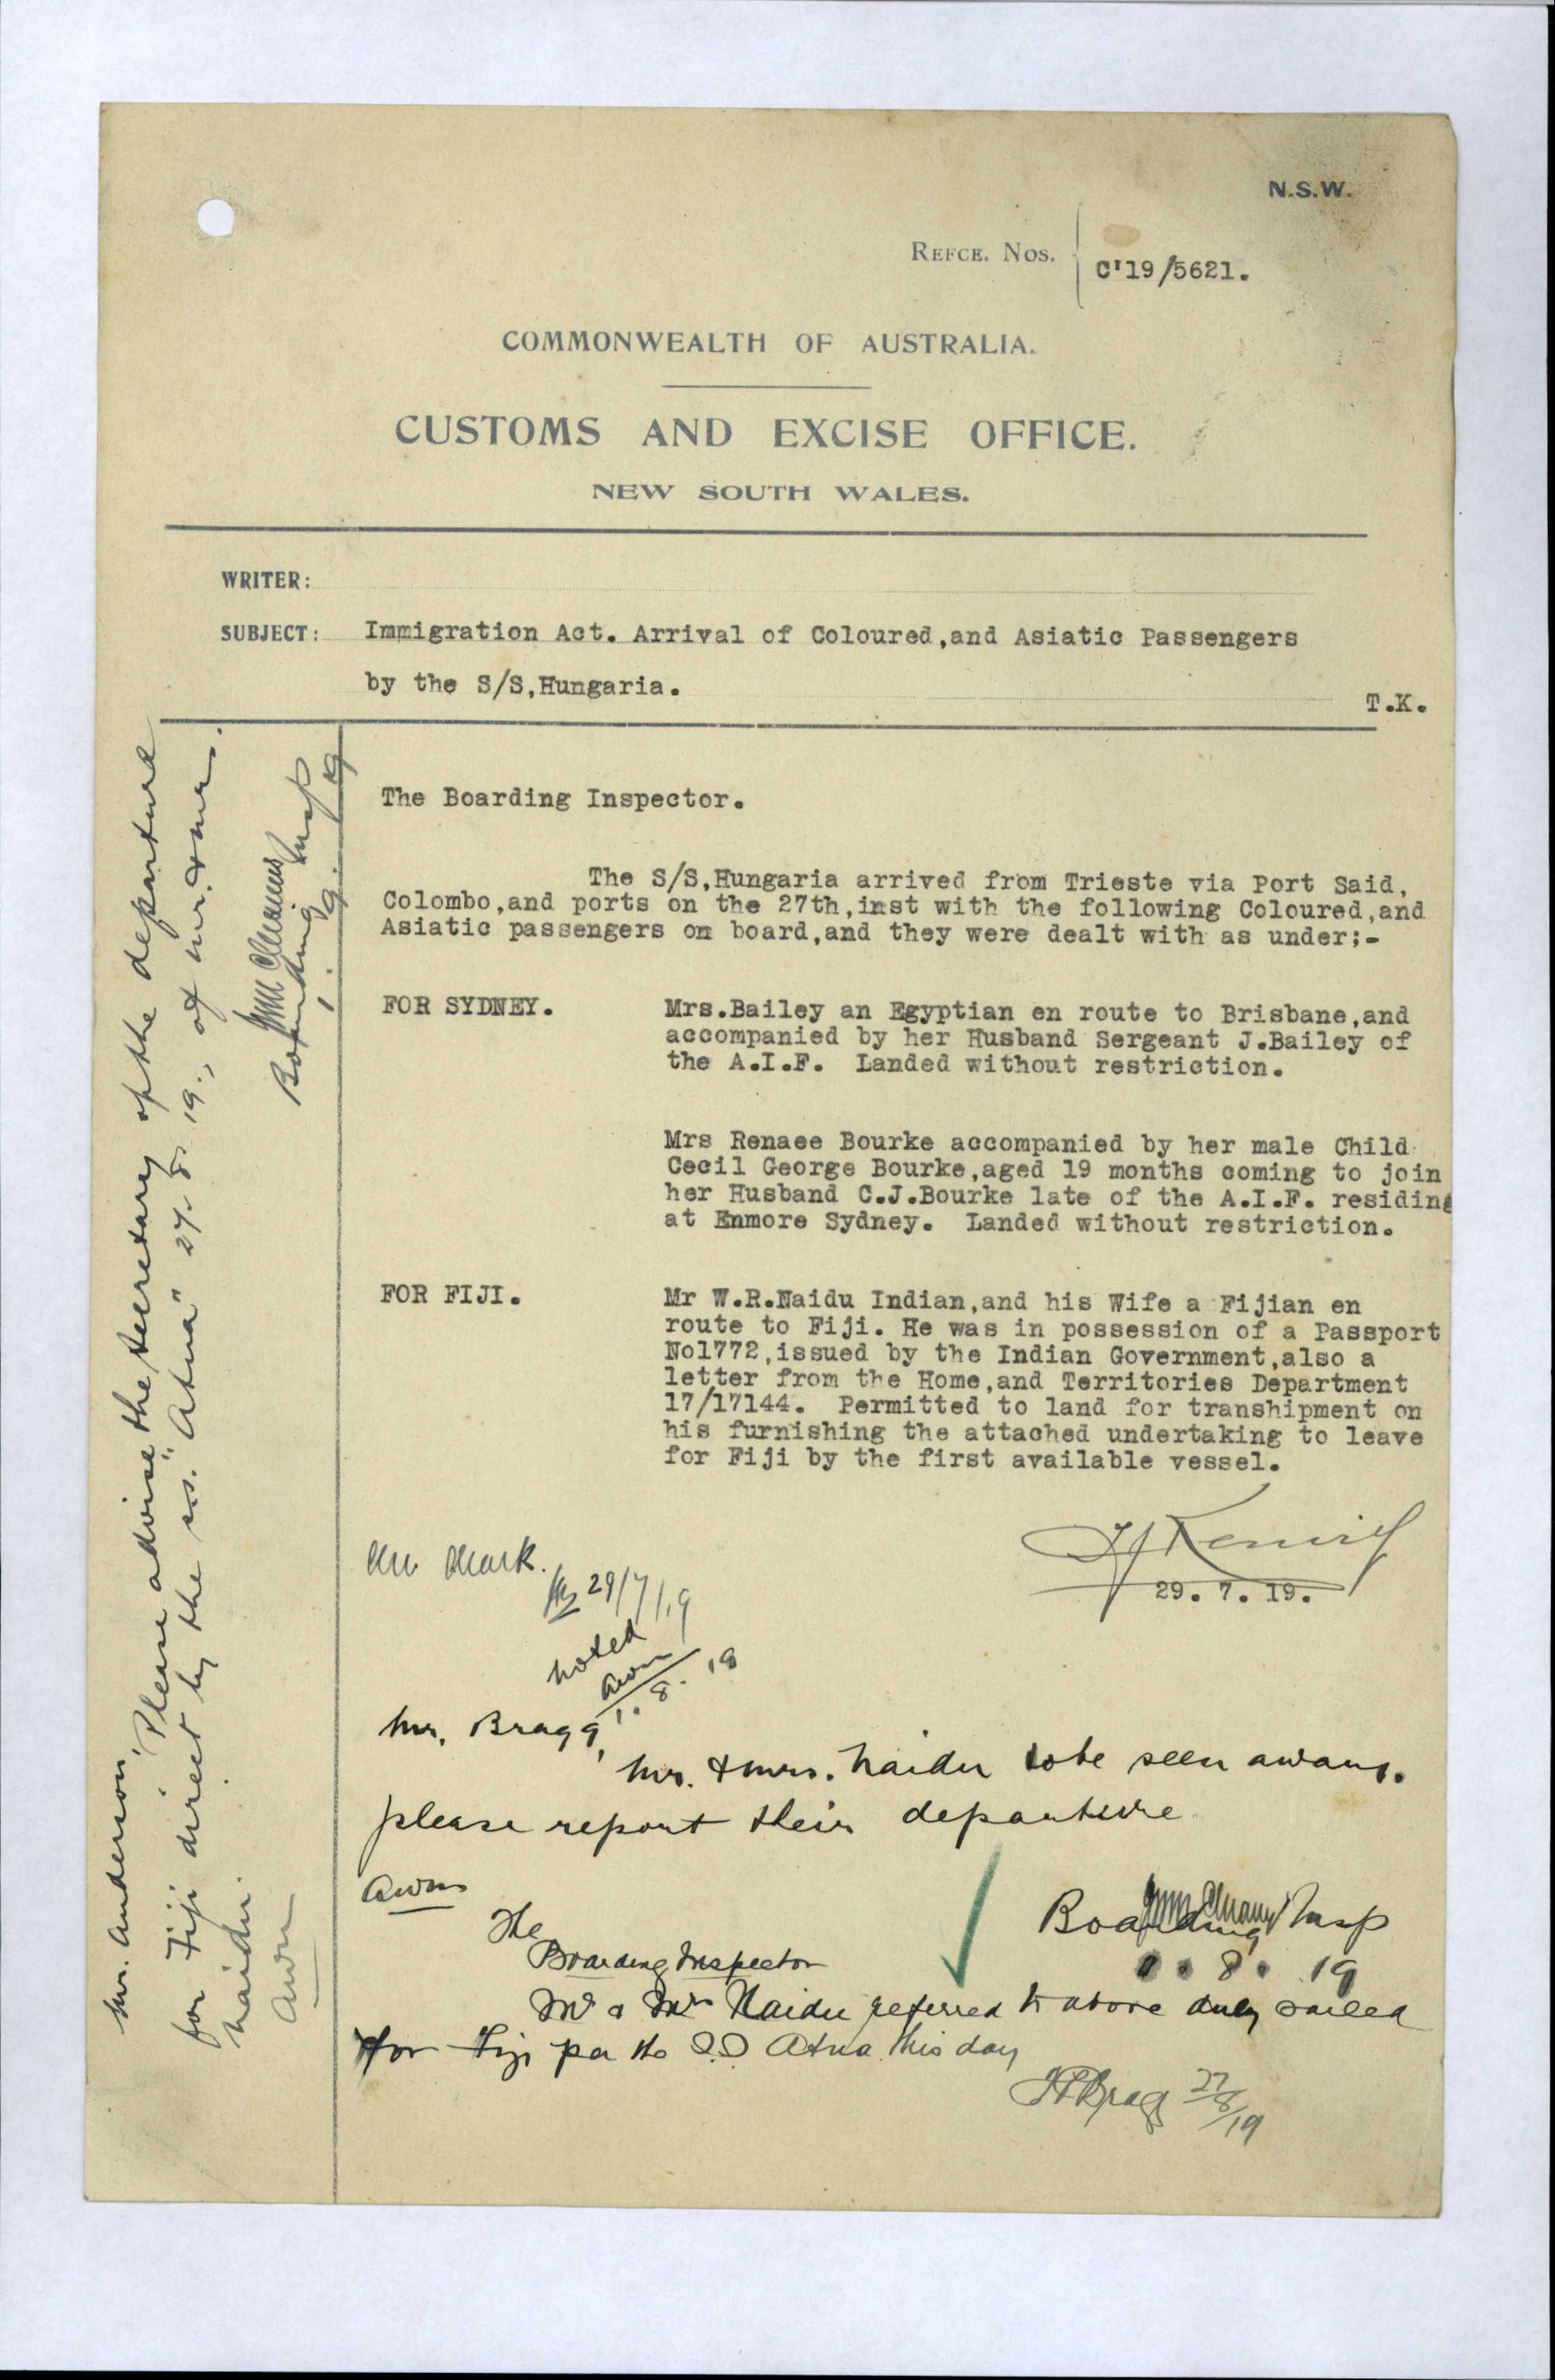 N.S.W.
REFCE. Nos. C'19/5621.
COMMONWEALTH OF AUSTRALIA.
CUSTOMS AND EXCISE OFFICE.
NEW SOUTH WALES.
WRITER:
SUBJECT: Immigration Act. Arrival of Coloured,and Asiatic Passengers
by the S/S,Hungaria.
T.K.
The Boarding Inspector.
The S/S,Hungaria arrived from Trieste via Port Said,
Colombo,and ports on the 27th,inst with the following Coloured,and
Asiatic passengers on board,and they were dealt with as under;-
FOR SYDNEY. Mrs.Bailey an Egyptian en route to Brisbane,and
accompanied by her Husband Sergeant J.Bailey of
the A.I.F. Landed without restriction.
Mrs Renaee Bourke accompanied by her male Child
Cecil George Bourke,aged 19 months coming to join
her Husband C.J.Bourke late of the A.I.F. residing
at Enmore Sydney. Landed without restriction.
FOR FIJI. Mr W.R.Naidu Indian,and his Wife a Fijian en
route to Fiji. He was in possession of a Passport
No1772,issued by the Indian Government,also a
letter from the Home,and Territories Department
17/17144. Permitted to land for transhipment on
his furnishing the attached undertaking to leave
for Fiji by the first available vessel.
29. 7. 19.
29/7/19
noted
1. 8. 19
Mr. Bragg,
Mr. & Mrs. Naidu to be seen away.
please report their departure
Boarding Insp
1. 8. 19
The
Boarding Inspector
Mr & Mrs Naidu referred to above duly sailed
for Fiji per the SS Atua this day
Bragg 27/8/19
Mr. Anderson,
Please advise the Secretary of the departure
for Fiji direct by the s.s. "Atua" 27. 8. 19., of Mr. & Mrs.
Naidu.
Boarding Insp
1. 9. 19